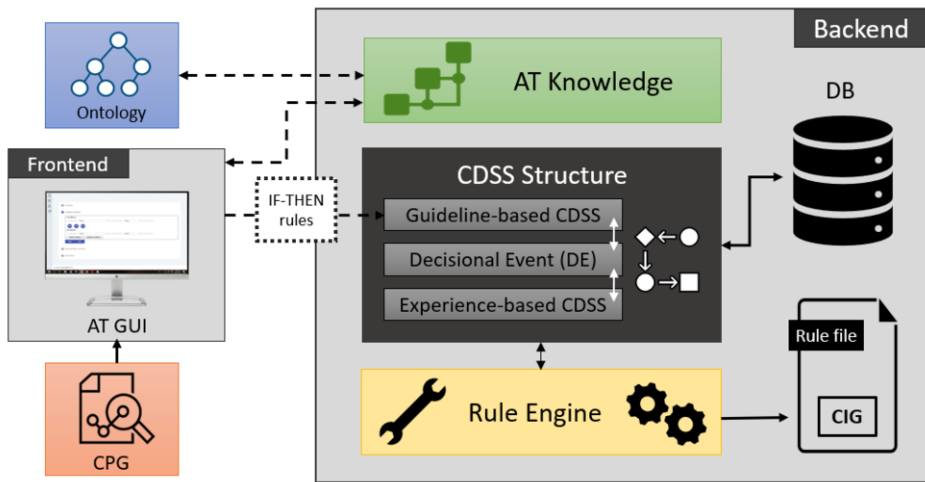 Backend
Ontology
AT Knowledge
DB
Frontend
AT GUI
IF-THEN
rules
CDSS Structure
Guideline-based CDSS
Decisional Event (DE)
Experience-based CDSS
Rule file
CIG
CPG
Rule Engine